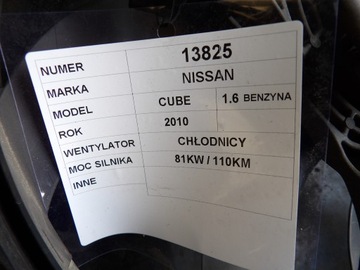 NUMER 13825
MARKA NISSAN
MODEL CUBE 1.6 BENZYNA
ROK 2010
WENTYLATOR CHŁODNICY
MOC SILNIKA 81KW / 110KM
INNE